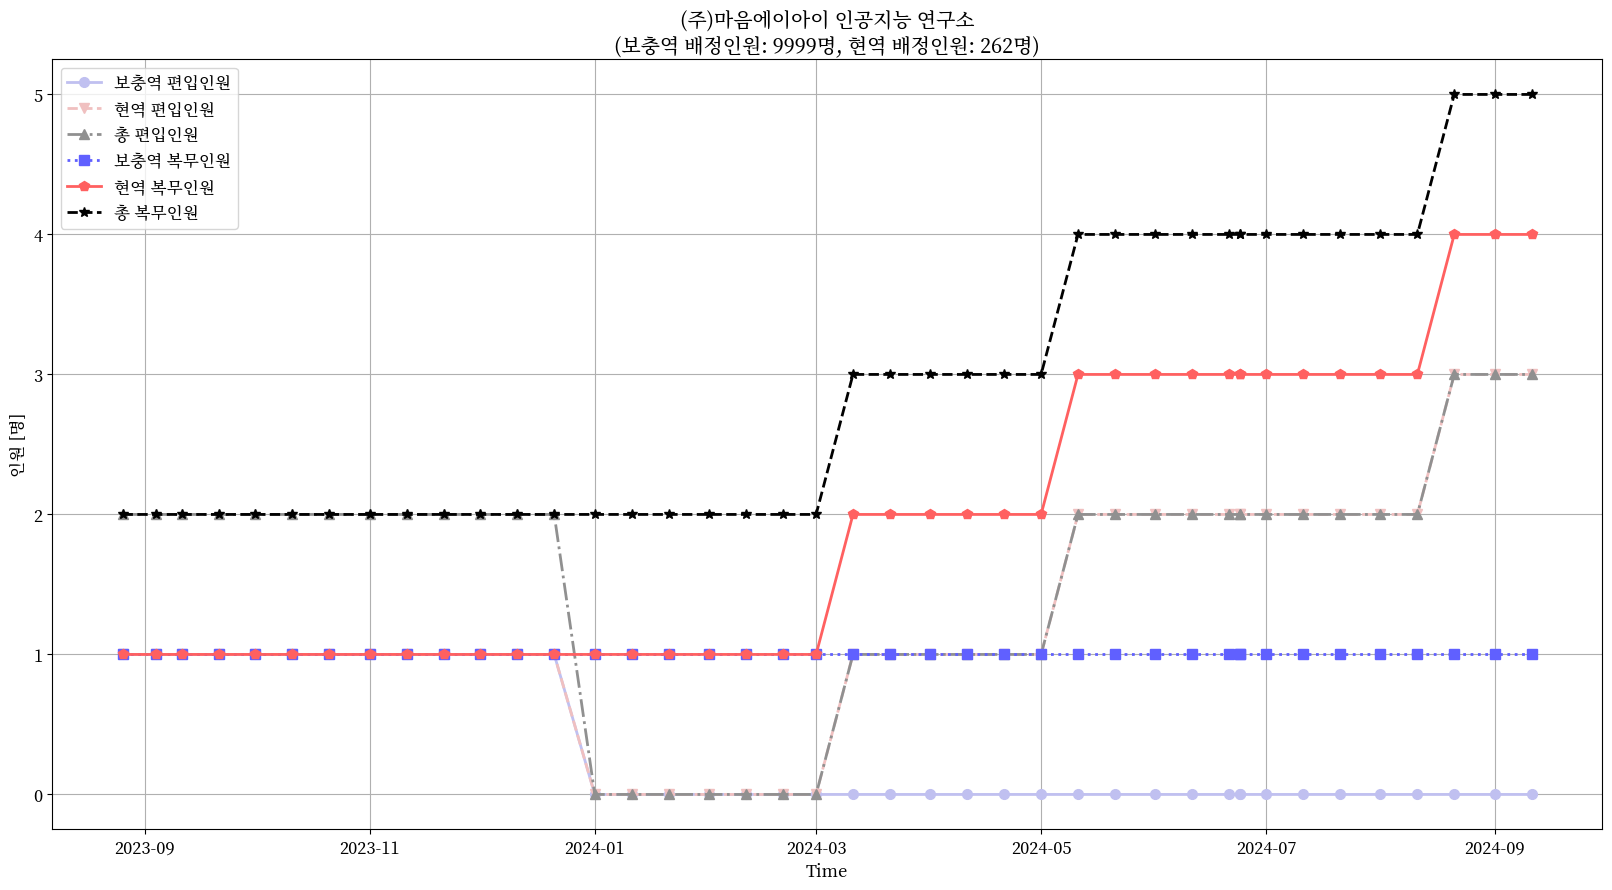 (주)마음에이아이 인공지능 연구소
(보충역 배정인원: 9999명, 현역 배정인원: 262명)
보충역 편입인원
현역 편입인원
총 편입인원
보충역 복무인원
현역 복무인원
총 복무인원
5
4
3
2
1
0
인원 [명]
2023-09
2023-11
2024-01
2024-03
2024-05
2024-07
2024-09
Time